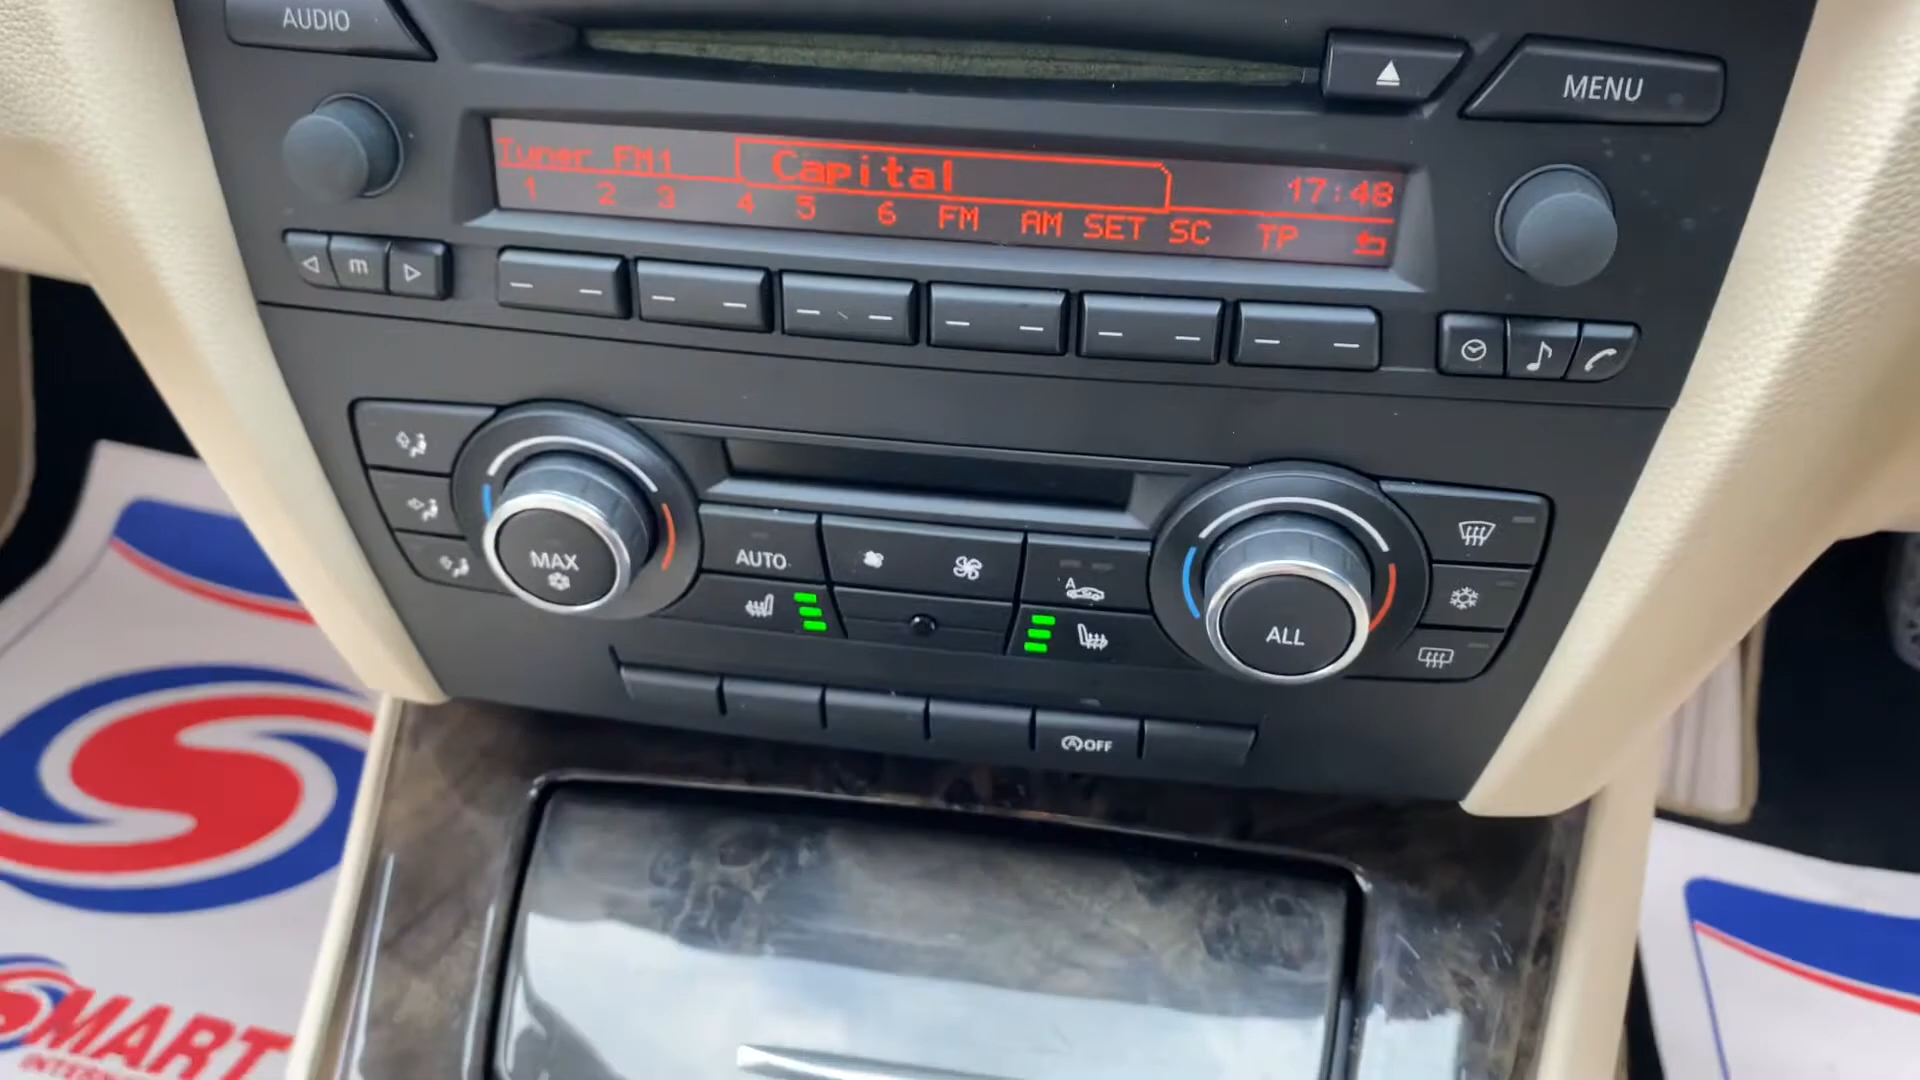 AUDIO
MENU
Tuner FM1 Capital 17:48
1 2 3 4 5 6 FM AM SET SC TP
m
MAX
AUTO
A
ALL
A OFF
SMART